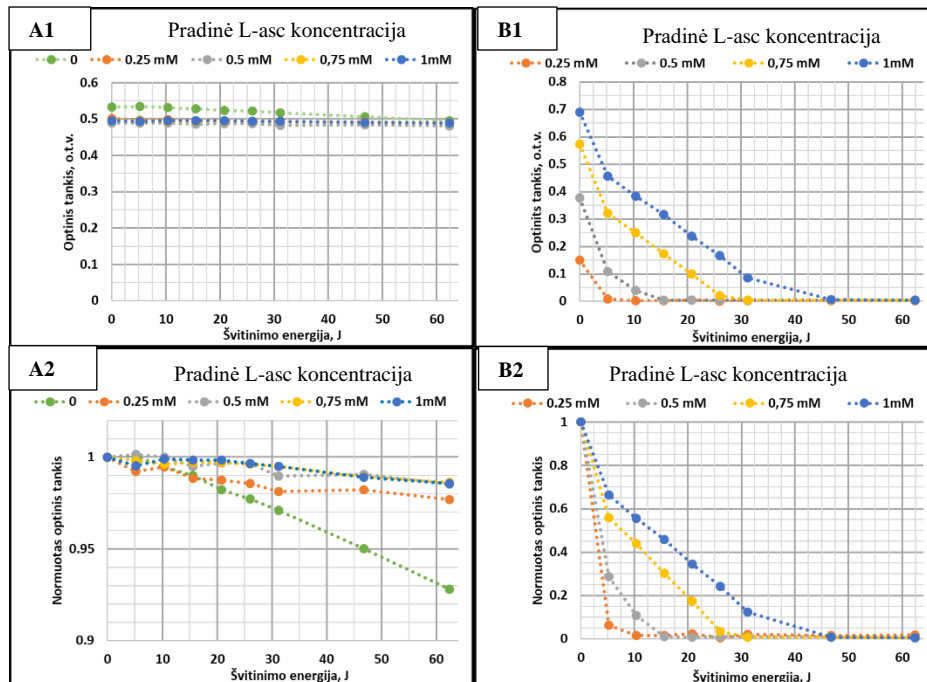 A1
Pradinė L-asc koncentracija
0 0.25 mM 0.5 mM 0,75 mM 1mM
Optinis tankis, o.t.v.
0.6
0.5
0.4
0.3
0.2
0.1
0
0 10 20 30 40 50 60
Švitinimo energija, J
B1
Pradinė L-asc koncentracija
0.25 mM 0.5 mM 0,75 mM 1mM
Optinits tankis, o.t.v.
0.8
0.7
0.6
0.5
0.4
0.3
0.2
0.1
0
0 10 20 30 40 50 60
Švitinimo energija, J
A2
Pradinė L-asc koncentracija
0 0.25 mM 0.5 mM 0,75 mM 1mM
Normuotas optinis tankis
1
0.95
0.9
0 10 20 30 40 50 60
Švitinimo energija, J
B2
Pradinė L-asc koncentracija
0.25 mM 0.5 mM 0,75 mM 1mM
Normuotas optinis tankis
1
0.8
0.6
0.4
0.2
0
0 10 20 30 40 50 60
Švitinimo energija, J